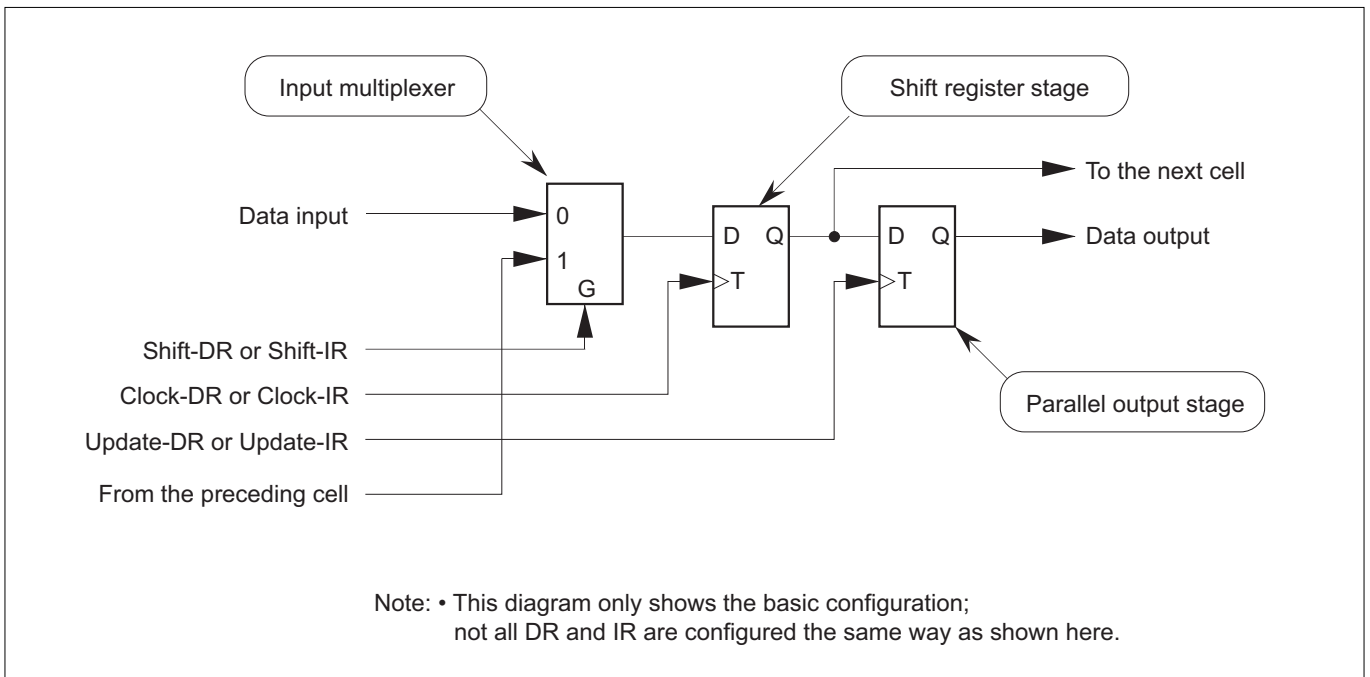 Input multiplexer
Shift register stage
To the next cell
Data input
0
D Q
D Q
Data output
1
T
T
G
Shift-DR or Shift-IR
Clock-DR or Clock-IR
Parallel output stage
Update-DR or Update-IR
From the preceding cell
Note: • This diagram only shows the basic configuration;
not all DR and IR are configured the same way as shown here.